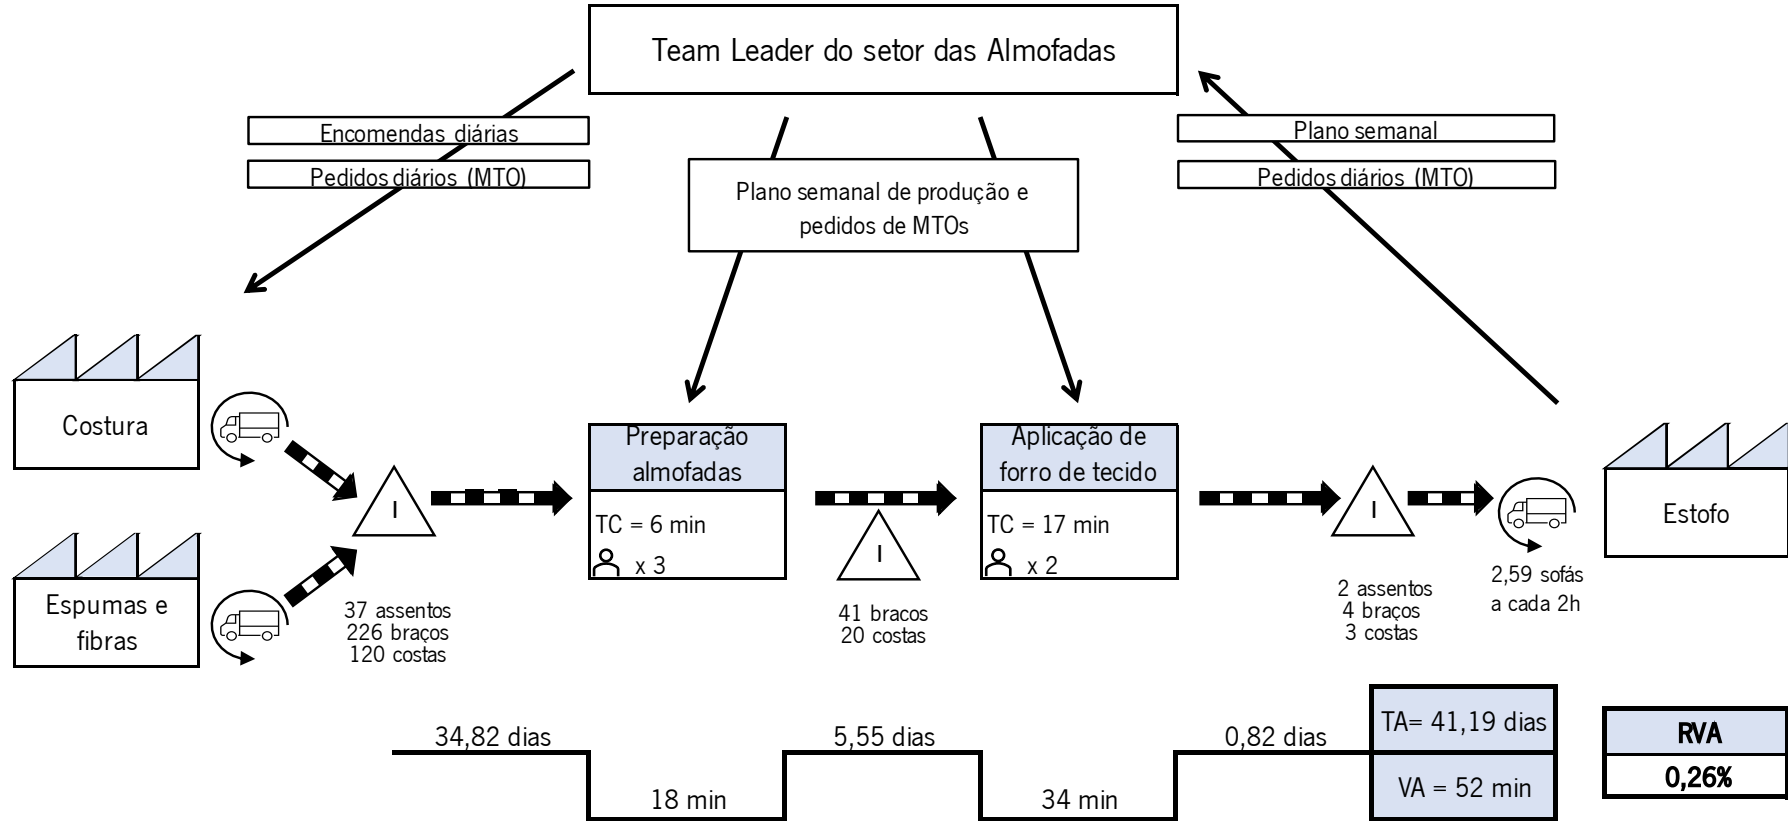 Team Leader do setor das Almofadas
Encomendas diárias
Pedidos diários (MTO)
Plano semanal de produção e
pedidos de MTOs
Plano semanal
Pedidos diários (MTO)
Costura
Espumas e
fibras
I
37 assentos
226 braços
120 costas
Preparação
almofadas
TC = 6 min
x 3
I
41 bracos
20 costas
Aplicação de
forro de tecido
TC = 17 min
x 2
I
2 assentos
4 braços
3 costas
2,59 sofás
a cada 2h
Estofo
34,82 dias
18 min
5,55 dias
34 min
0,82 dias
TA= 41,19 dias
VA = 52 min
RVA
0,26%